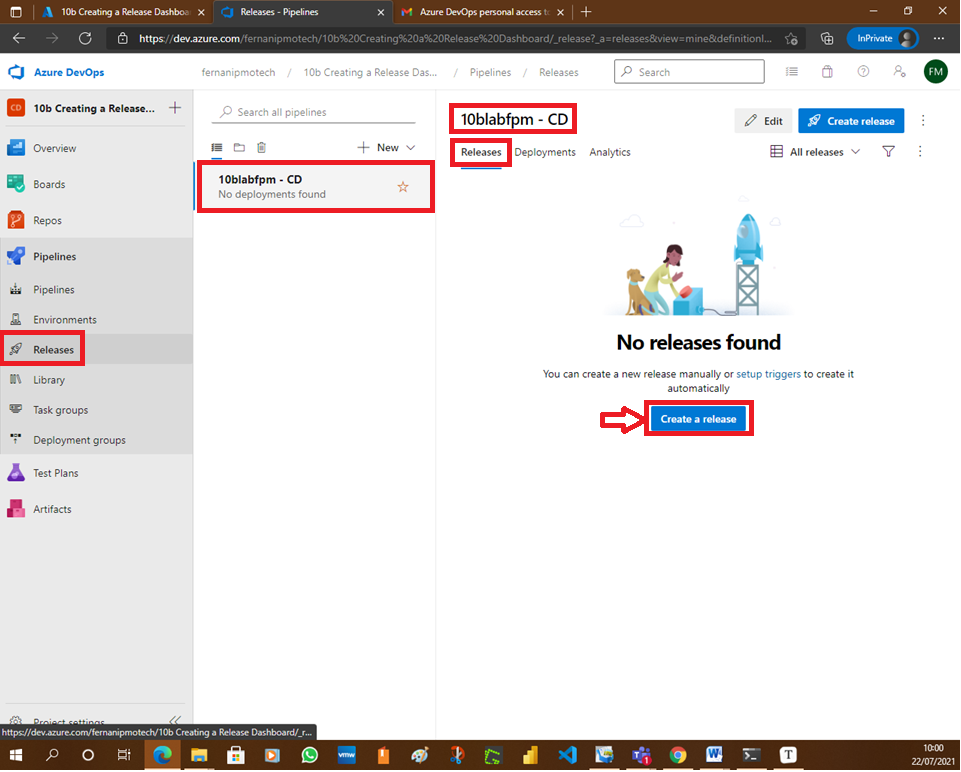 10b Creating a Release Dashboa
Releases - Pipelines
Azure DevOps personal access to
https://dev.azure.com/fernanipmotech/10b%20Creating%20a%20Release%20Dashboard/_release?_a=releases&view=mine&definitionI...
InPrivate
Azure DevOps
fernanipmotech / 10b Creating a Release Das... / Pipelines / Releases
Search
FM
CD
10b Creating a Release...
Overview
Boards
Repos
Pipelines
Pipelines
Environments
Releases
Library
Task groups
Deployment groups
Test Plans
Artifacts
Project settings
Search all pipelines
New
10blabfpm - CD
No deployments found
10blabfpm - CD
Edit
Create release
Releases
Deployments
Analytics
All releases
No releases found
You can create a new release manually or setup triggers to create it
automatically
Create a release
https://dev.azure.com/fernanipmotech/10b Creating a Release Dashboard/_r...
vmw
1
W
T
10:00
22/07/2021